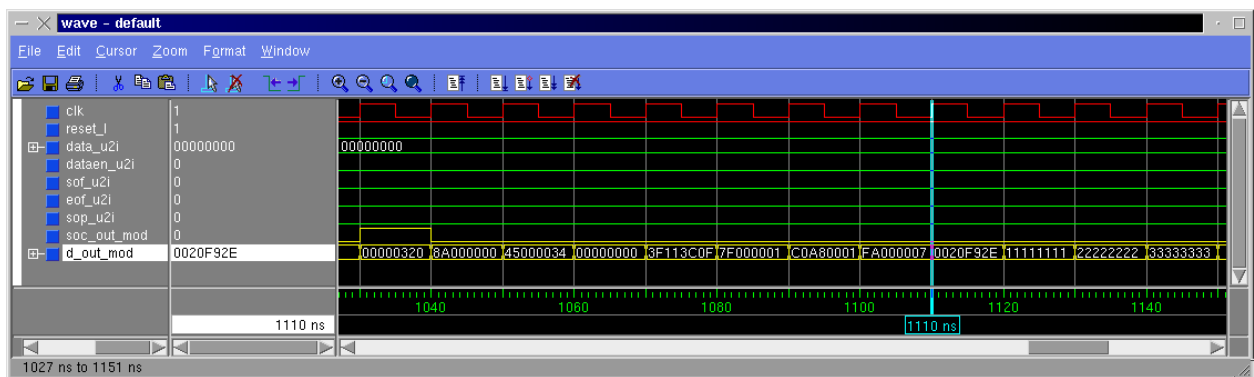 wave - default
File Edit Cursor Zoom Format Window
clk 1
reset_l 1
data_u2i 00000000 00000000
dataen_u2i 0
sof_u2i 0
eof_u2i 0
sop_u2i 0
soc_out_mod 0
d_out_mod 0020F92E 00000320 8A000000 45000034 00000000 3F113C0F 7F000001 C0A80001 FA000007 0020F92E 11111111 22222222 33333333
1040 1060 1080 1100 1120 1140
1110 ns 1110 ns
1027 ns to 1151 ns